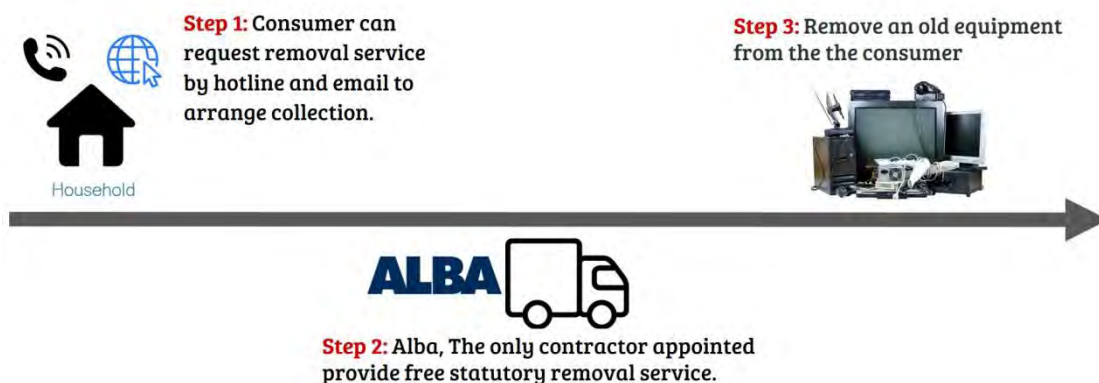 Step 1: Consumer can
request removal service
by hotline and email to
arrange collection.
Household
ALBA
Step 2: Alba, The only contractor appointed
provide free statutory removal service.
Step 3: Remove an old equipment
from the the consumer